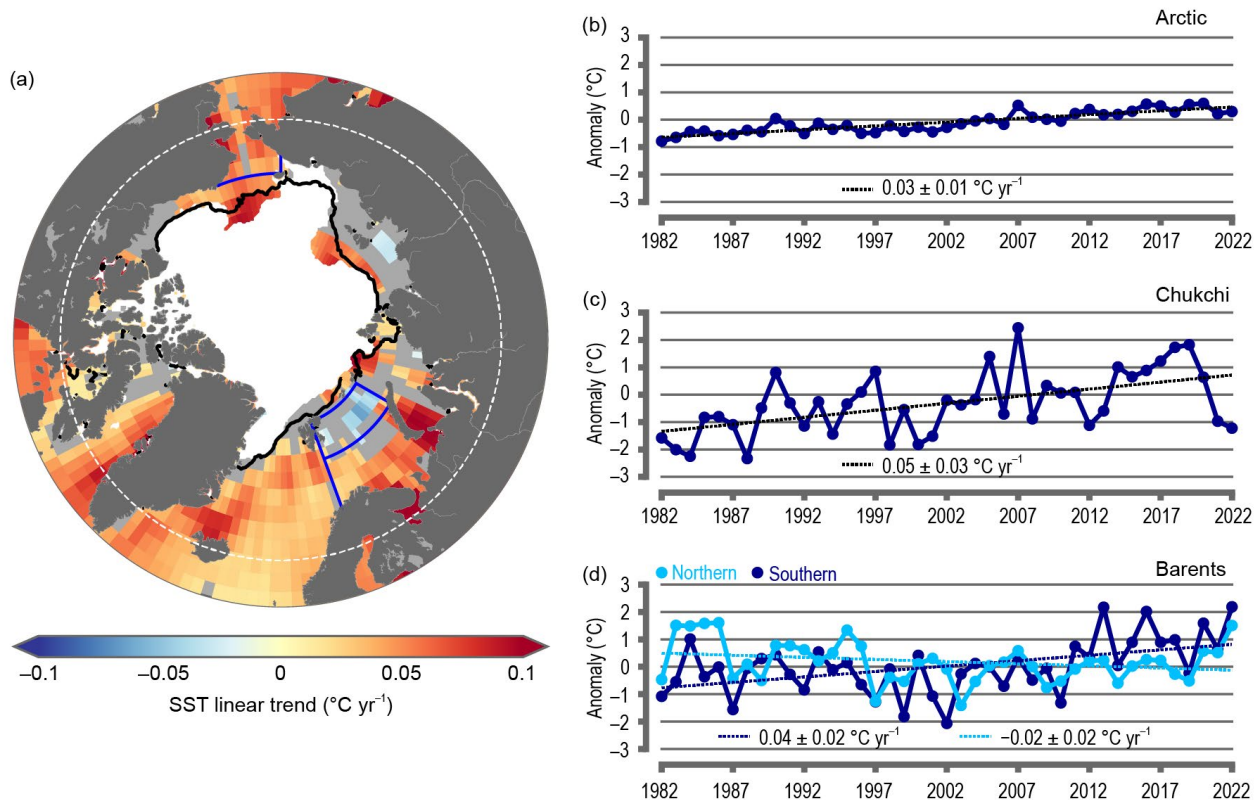 (a)
–0.1 –0.05 0 0.05 0.1
SST linear trend (°C yr⁻¹)
(b) Arctic
Anomaly (°C)
3
2
1
0
–1
–2
–3
0.03 ± 0.01 °C yr⁻¹
1982 1987 1992 1997 2002 2007 2012 2017 2022
(c) Chukchi
Anomaly (°C)
3
2
1
0
–1
–2
–3
0.05 ± 0.03 °C yr⁻¹
1982 1987 1992 1997 2002 2007 2012 2017 2022
(d) Northern Southern Barents
Anomaly (°C)
3
2
1
0
–1
–2
–3
0.04 ± 0.02 °C yr⁻¹ –0.02 ± 0.02 °C yr⁻¹
1982 1987 1992 1997 2002 2007 2012 2017 2022